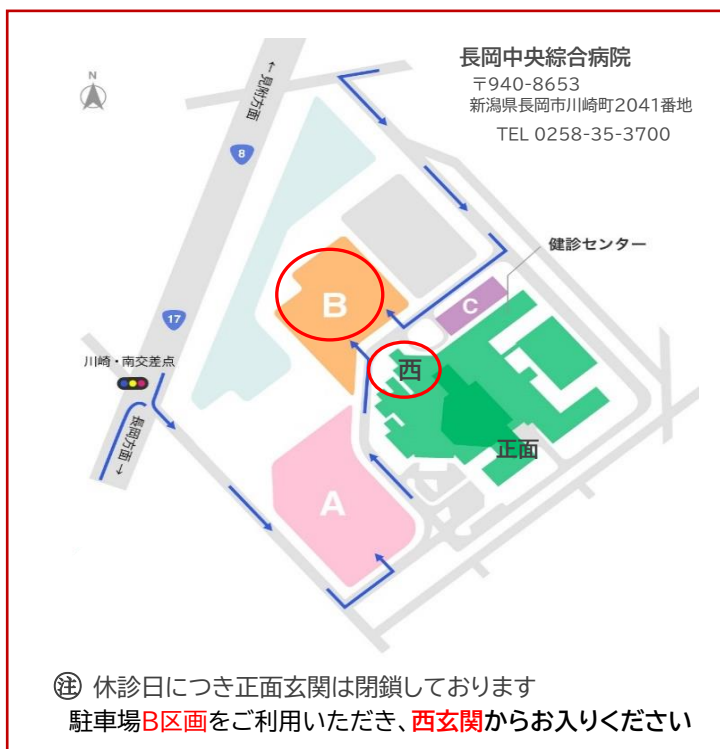 長岡中央綜合病院
〒940-8653
新潟県長岡市川崎町2041番地
TEL 0258-35-3700
N
←見附方面
8
健診センター
B
C
17
川崎・南交差点
西
長岡方面→
正面
A
注 休診日につき正面玄関は閉鎖しております
駐車場B区画をご利用いただき、西玄関からお入りください